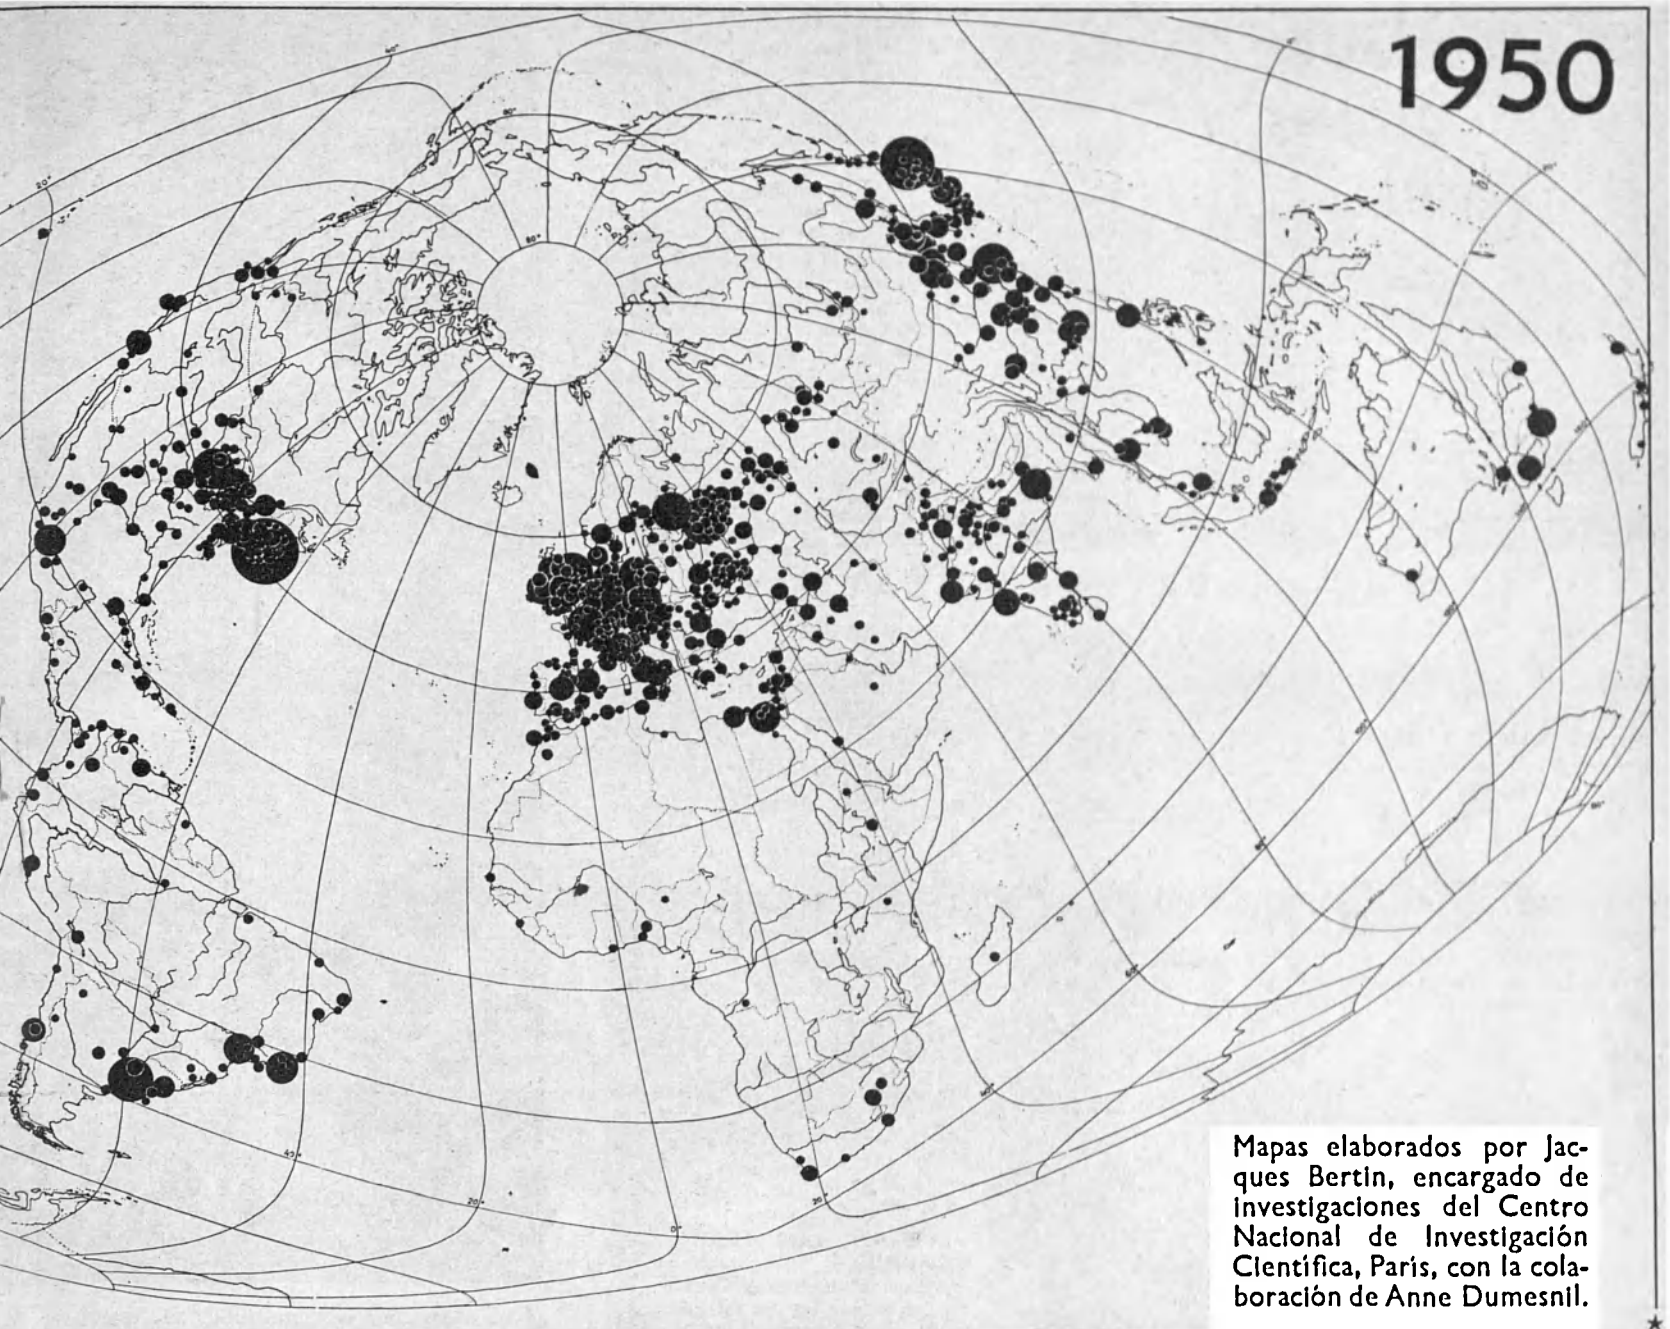 1950
Mapas elaborados por Jac-
ques Bertin, encargado de
investigaciones del Centro
Nacional de Investigación
Científica, París, con la cola-
boración de Anne Dumesnil.